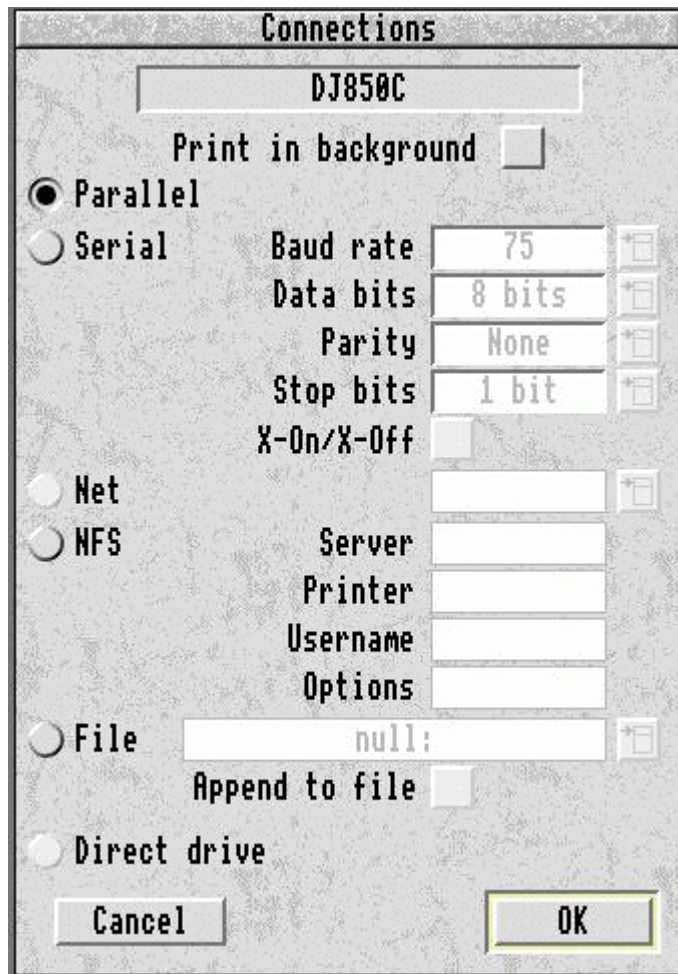 Connections
DJ850C
Print in background
Parallel
Serial Baud rate 75
Data bits 8 bits
Parity None
Stop bits 1 bit
X-On/X-Off
Net
NFS Server
Printer
Username
Options
File null:
Append to file
Direct drive
Cancel OK